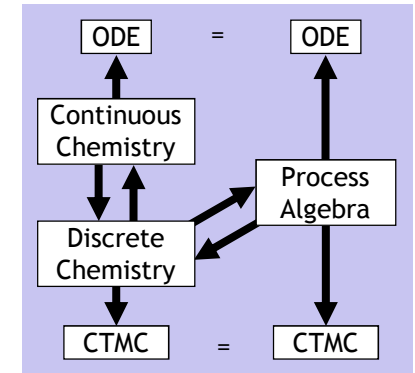 ODE = ODE
Continuous
Chemistry
Process
Algebra
Discrete
Chemistry
CTMC = CTMC